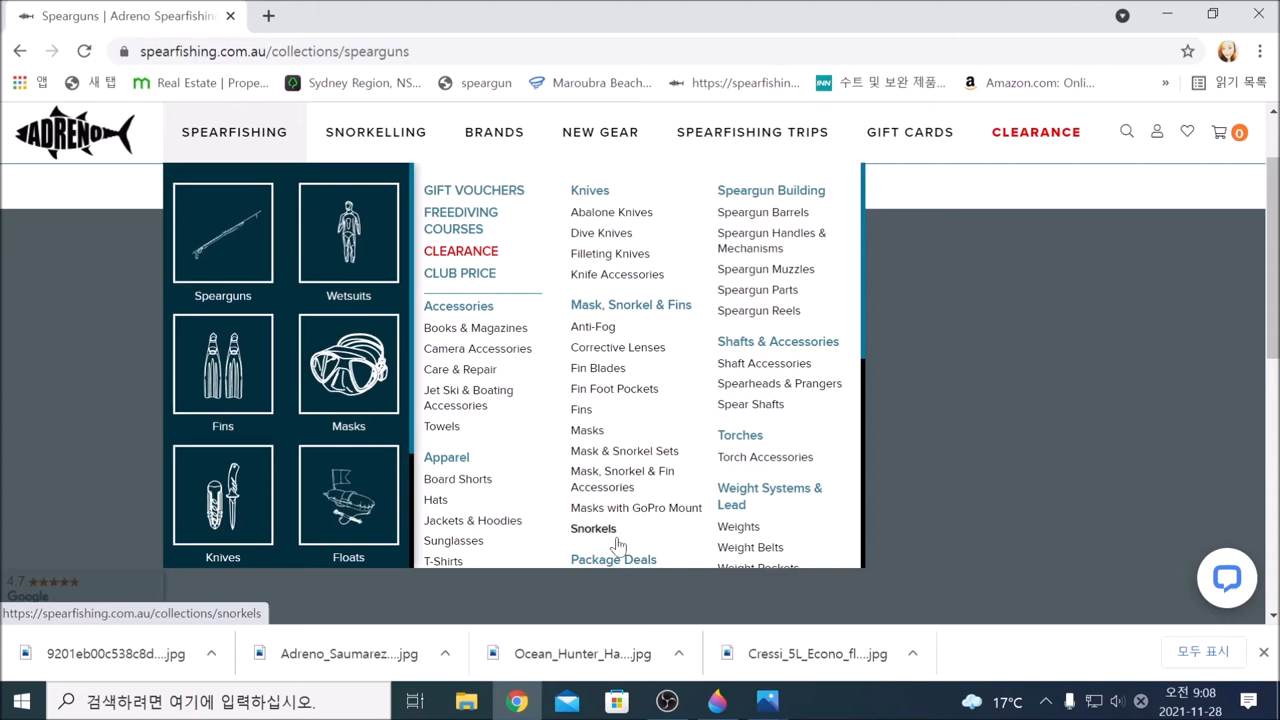 Spearguns | Adreno Spearfishin
spearfishing.com.au/collections/spearguns
앱
새 탭
Real Estate | Prope...
Sydney Region, NS...
speargun
Maroubra Beach...
https://spearfishin...
수트 및 보완 제품...
Amazon.com: Onli...
»
읽기 목록
ADRENO
SPEARFISHING
SNORKELLING
BRANDS
NEW GEAR
SPEARFISHING TRIPS
GIFT CARDS
CLEARANCE
0
Spearguns
Wetsuits
Fins
Masks
Knives
Floats
GIFT VOUCHERS
FREEDIVING
COURSES
CLEARANCE
CLUB PRICE
Accessories
Books & Magazines
Camera Accessories
Care & Repair
Jet Ski & Boating
Accessories
Towels
Apparel
Board Shorts
Hats
Jackets & Hoodies
Sunglasses
T-Shirts
Knives
Abalone Knives
Dive Knives
Filleting Knives
Knife Accessories
Mask, Snorkel & Fins
Anti-Fog
Corrective Lenses
Fin Blades
Fin Foot Pockets
Fins
Masks
Mask & Snorkel Sets
Mask, Snorkel & Fin
Accessories
Masks with GoPro Mount
Snorkels
Package Deals
Speargun Building
Speargun Barrels
Speargun Handles &
Mechanisms
Speargun Muzzles
Speargun Parts
Speargun Reels
Shafts & Accessories
Shaft Accessories
Spearheads & Prangers
Spear Shafts
Torches
Torch Accessories
Weight Systems &
Lead
Weights
Weight Belts
Weight Pockets
4.7 ★★★★★
Google
https://spearfishing.com.au/collections/snorkels
9201eb00c538c8d....jpg
Adreno_Saumarez....jpg
Ocean_Hunter_Ha....jpg
Cressi_5L_Econo_fl....jpg
모두 표시
검색하려면 여기에 입력하십시오.
17°C
오전 9:08
2021-11-28